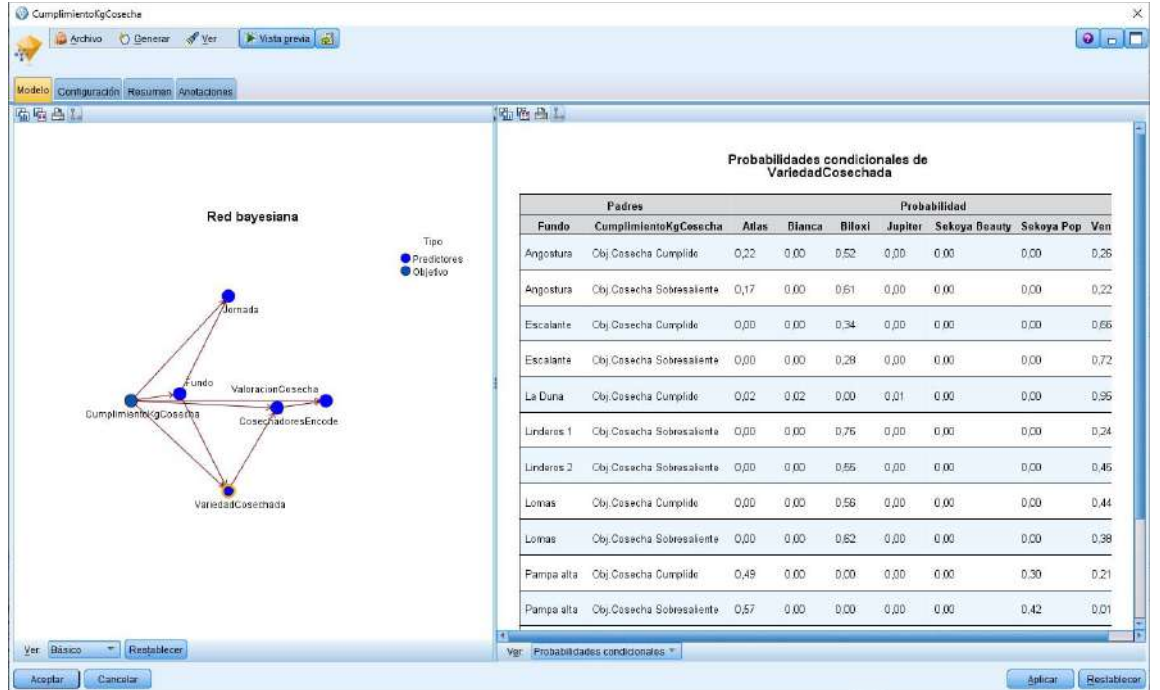 CumplimientoKgCosecha
Archivo Generar Ver Vista previa
Modelo Configuración Resumen Anotaciones
Red bayesiana
Tipo
Predictores
Objetivo
Jornada
Fundo
ValoracionCosecha
CumplimientoKgCosecha
CosechadoresEncode
VariedadCosechada
Ver: Básico Restablecer
Probabilidades condicionales de
VariedadCosechada
Padres Probabilidad
Fundo CumplimientoKgCosecha Atlas Bianca Biloxi Jupiter Sekoya Beauty Sekoya Pop Ven
Angostura Obj.Cosecha Cumplido 0,22 0,00 0,52 0,00 0,00 0,00 0,26
Angostura Obj.Cosecha Sobresaliente 0,17 0,00 0,61 0,00 0,00 0,00 0,22
Escalante Obj.Cosecha Cumplido 0,00 0,00 0,34 0,00 0,00 0,00 0,66
Escalante Obj.Cosecha Sobresaliente 0,00 0,00 0,28 0,00 0,00 0,00 0,72
La Duna Obj.Cosecha Cumplido 0,02 0,02 0,00 0,01 0,00 0,00 0,95
Linderos 1 Obj.Cosecha Sobresaliente 0,00 0,00 0,76 0,00 0,00 0,00 0,24
Linderos 2 Obj.Cosecha Sobresaliente 0,00 0,00 0,55 0,00 0,00 0,00 0,45
Lomas Obj.Cosecha Cumplido 0,00 0,00 0,56 0,00 0,00 0,00 0,44
Lomas Obj.Cosecha Sobresaliente 0,00 0,00 0,62 0,00 0,00 0,00 0,38
Pampa alta Obj.Cosecha Cumplido 0,49 0,00 0,00 0,00 0,00 0,30 0,21
Pampa alta Obj.Cosecha Sobresaliente 0,57 0,00 0,00 0,00 0,00 0,42 0,01
Ver: Probabilidades condicionales
Aceptar Cancelar Aplicar Restablecer